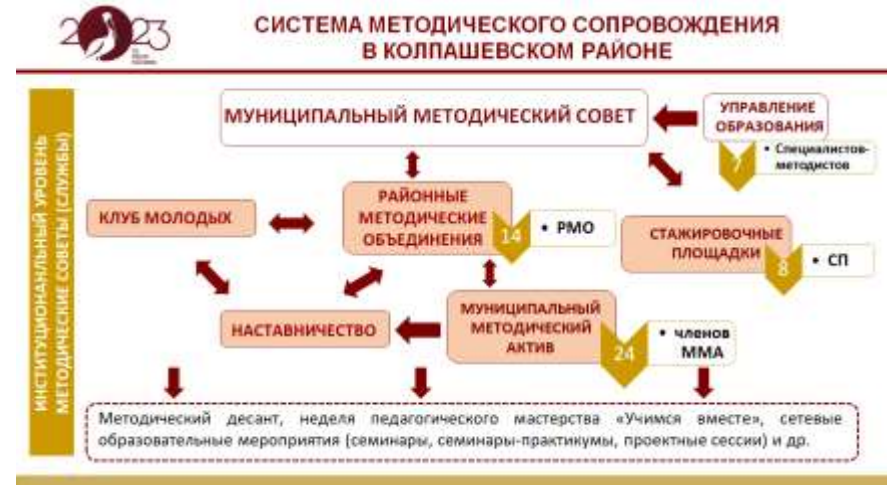 2023
СИСТЕМА МЕТОДИЧЕСКОГО СОПРОВОЖДЕНИЯ
В КОЛПАШЕВСКОМ РАЙОНЕ
ИНСТИТУЦИОНАНЛЬНЫЙ УРОВЕНЬ
МЕТОДИЧЕСКИЕ СОВЕТЫ (СЛУЖБЫ)
МУНИЦИПАЛЬНЫЙ МЕТОДИЧЕСКИЙ СОВЕТ
УПРАВЛЕНИЕ
ОБРАЗОВАНИЯ
7
• Специалистов-
методистов
КЛУБ МОЛОДЫХ
РАЙОННЫЕ
МЕТОДИЧЕСКИЕ
ОБЪЕДИНЕНИЯ
14
• РМО
СТАЖИРОВОЧНЫЕ
ПЛОЩАДКИ
8
• СП
НАСТАВНИЧЕСТВО
МУНИЦИПАЛЬНЫЙ
МЕТОДИЧЕСКИЙ
АКТИВ
24
• членов
ММА
Методический десант, неделя педагогического мастерства «Учимся вместе», сетевые
образовательные мероприятия (семинары, семинары-практикумы, проектные сессии) и др.